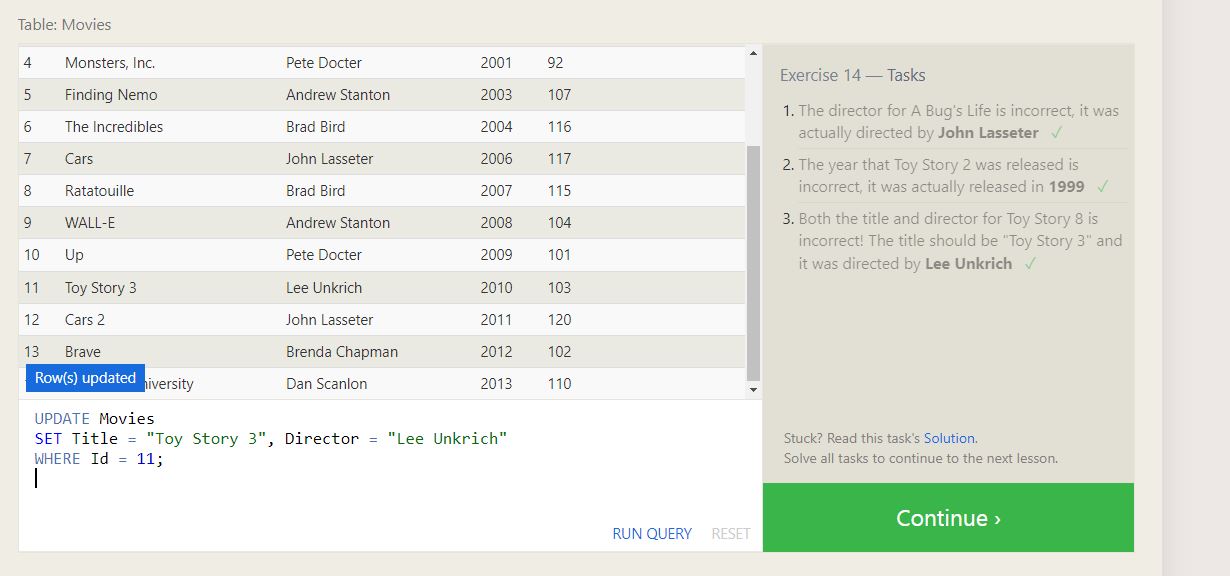 Table: Movies
4 Monsters, Inc. Pete Docter 2001 92
5 Finding Nemo Andrew Stanton 2003 107
6 The Incredibles Brad Bird 2004 116
7 Cars John Lasseter 2006 117
8 Ratatouille Brad Bird 2007 115
9 WALL-E Andrew Stanton 2008 104
10 Up Pete Docter 2009 101
11 Toy Story 3 Lee Unkrich 2010 103
12 Cars 2 John Lasseter 2011 120
13 Brave Brenda Chapman 2012 102
Row(s) updated
Dan Scanlon 2013 110
UPDATE Movies
SET Title = "Toy Story 3", Director = "Lee Unkrich"
WHERE Id = 11;
RUN QUERY RESET
Exercise 14 — Tasks
1. The director for A Bug's Life is incorrect, it was
actually directed by John Lasseter ✓
2. The year that Toy Story 2 was released is
incorrect, it was actually released in 1999 ✓
3. Both the title and director for Toy Story 8 is
incorrect! The title should be "Toy Story 3" and
it was directed by Lee Unkrich ✓
Stuck? Read this task's Solution.
Solve all tasks to continue to the next lesson.
Continue ›